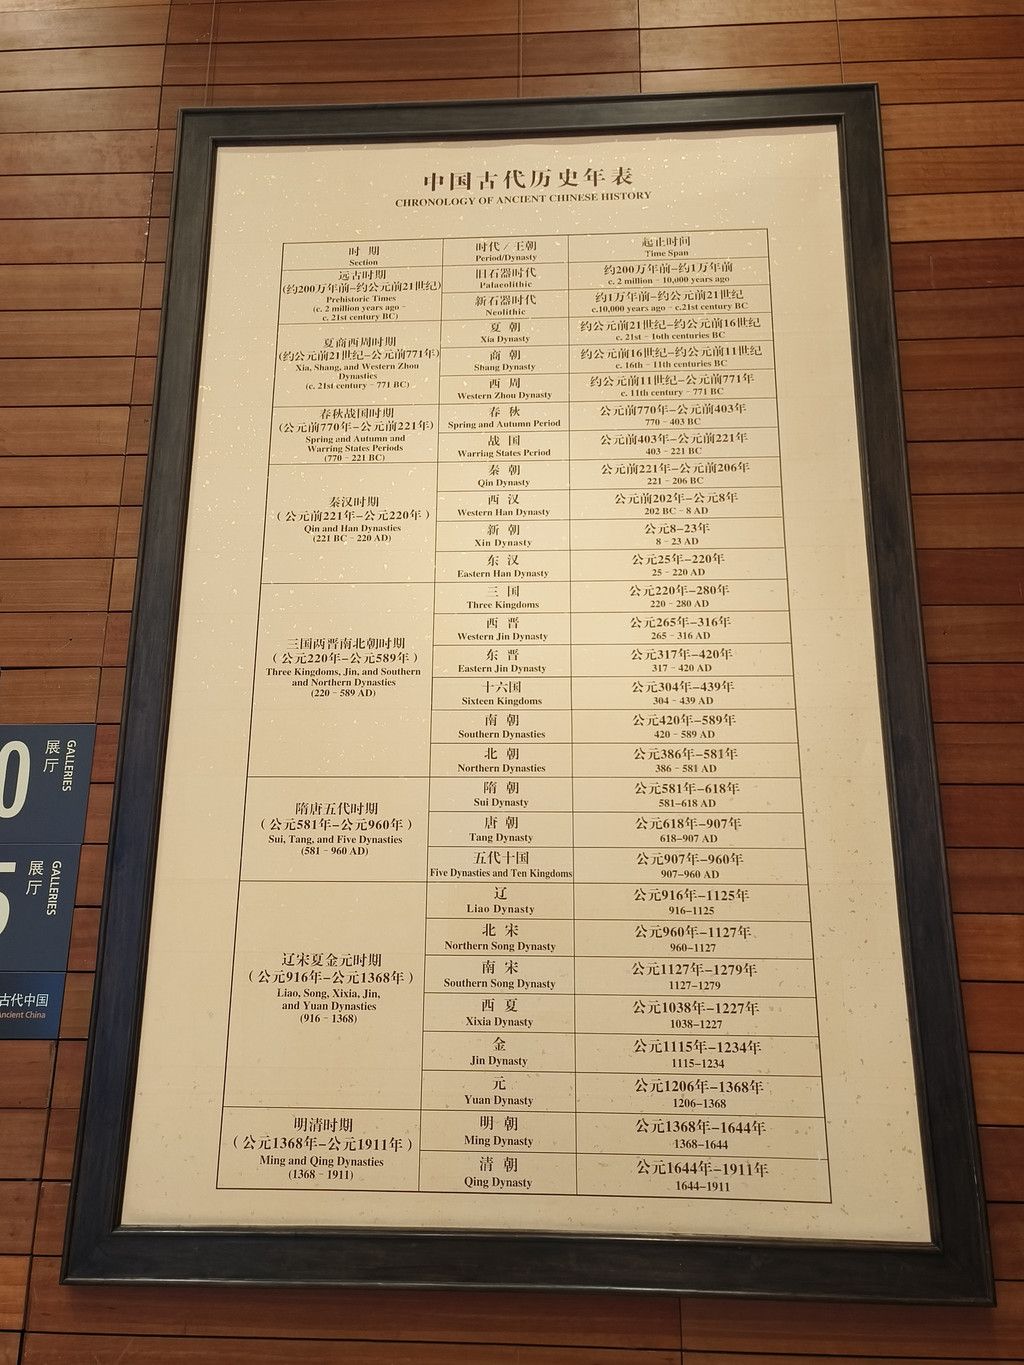 中国古代历史年表
CHRONOLOGY OF ANCIENT CHINESE HISTORY
时 期
Section
时代/王朝
Period/Dynasty
起止时间
Time Span
远古时期
(约200万年前–约公元前21世纪)
Prehistoric Times
(c. 2 million years ago –
c. 21st century BC)
旧石器时代
Palaeolithic
约200万年前–约1万年前
c. 2 million – 10,000 years ago
新石器时代
Neolithic
约1万年前–约公元前21世纪
c.10,000 years ago – c.21st century BC
夏商西周时期
(约公元前21世纪–公元前771年)
Xia, Shang, and Western Zhou
Dynasties
(c. 21st century – 771 BC)
夏 朝
Xia Dynasty
约公元前21世纪–约公元前16世纪
c. 21st – 16th centuries BC
商 朝
Shang Dynasty
约公元前16世纪–约公元前11世纪
c. 16th – 11th centuries BC
西 周
Western Zhou Dynasty
约公元前11世纪–公元前771年
c. 11th century – 771 BC
春秋战国时期
(公元前770年–公元前221年)
Spring and Autumn and
Warring States Periods
(770 – 221 BC)
春 秋
Spring and Autumn Period
公元前770年–公元前403年
770 – 403 BC
战 国
Warring States Period
公元前403年–公元前221年
403 – 221 BC
秦汉时期
(公元前221年–公元220年)
Qin and Han Dynasties
(221 BC – 220 AD)
秦 朝
Qin Dynasty
公元前221年–公元前206年
221 – 206 BC
西 汉
Western Han Dynasty
公元前202年–公元8年
202 BC – 8 AD
新 朝
Xin Dynasty
公元8–23年
8 – 23 AD
东 汉
Eastern Han Dynasty
公元25年–220年
25 – 220 AD
三国两晋南北朝时期
(公元220年–公元589年)
Three Kingdoms, Jin, and Southern
and Northern Dynasties
(220 – 589 AD)
三 国
Three Kingdoms
公元220年–280年
220 – 280 AD
西 晋
Western Jin Dynasty
公元265年–316年
265 – 316 AD
东 晋
Eastern Jin Dynasty
公元317年–420年
317 – 420 AD
十六国
Sixteen Kingdoms
公元304年–439年
304 – 439 AD
南 朝
Southern Dynasties
公元420年–589年
420 – 589 AD
北 朝
Northern Dynasties
公元386年–581年
386 – 581 AD
隋唐五代时期
(公元581年–公元960年)
Sui, Tang, and Five Dynasties
(581 – 960 AD)
隋 朝
Sui Dynasty
公元581年–618年
581–618 AD
唐 朝
Tang Dynasty
公元618年–907年
618–907 AD
五代十国
Five Dynasties and Ten Kingdoms
公元907年–960年
907–960 AD
辽宋夏金元时期
(公元916年–公元1368年)
Liao, Song, Xixia, Jin,
and Yuan Dynasties
(916 – 1368)
辽
Liao Dynasty
公元916年–1125年
916–1125
北 宋
Northern Song Dynasty
公元960年–1127年
960–1127
南 宋
Southern Song Dynasty
公元1127年–1279年
1127–1279
西 夏
Xixia Dynasty
公元1038年–1227年
1038–1227
金
Jin Dynasty
公元1115年–1234年
1115–1234
元
Yuan Dynasty
公元1206年–1368年
1206–1368
明清时期
(公元1368年–公元1911年)
Ming and Qing Dynasties
(1368 – 1911)
明 朝
Ming Dynasty
公元1368年–1644年
1368–1644
清 朝
Qing Dynasty
公元1644年–1911年
1644–1911
0
展厅
GALLERIES
5
展厅
GALLERIES
古代中国
Ancient China